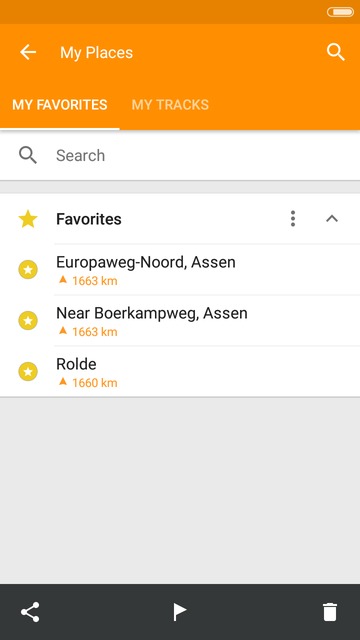 My Places
MY FAVORITES MY TRACKS
Search
Favorites
Europaweg-Noord, Assen
1663 km
Near Boerkampweg, Assen
1663 km
Rolde
1660 km